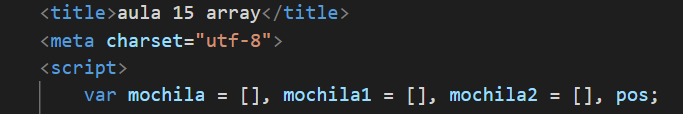 <title>aula 15 array</title>
<meta charset="utf-8">
<script>
var mochila = [], mochila1 = [], mochila2 = [], pos;